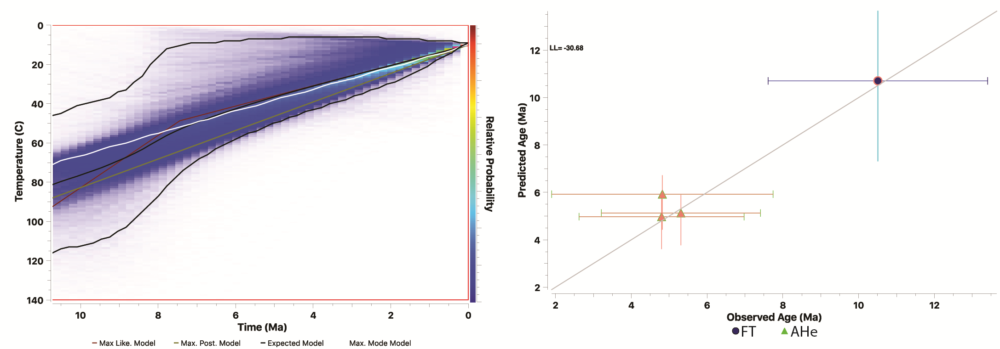 0
20
40
60
80
100
120
140
Temperature (C)
10
8
6
4
2
0
Time (Ma)
Relative Probability
Max Like. Model
Max. Post. Model
Expected Model
Max. Mode Model
LL= -30.68
12
10
8
6
4
2
Predicted Age (Ma)
2
4
6
8
10
12
Observed Age (Ma)
FT
AHe